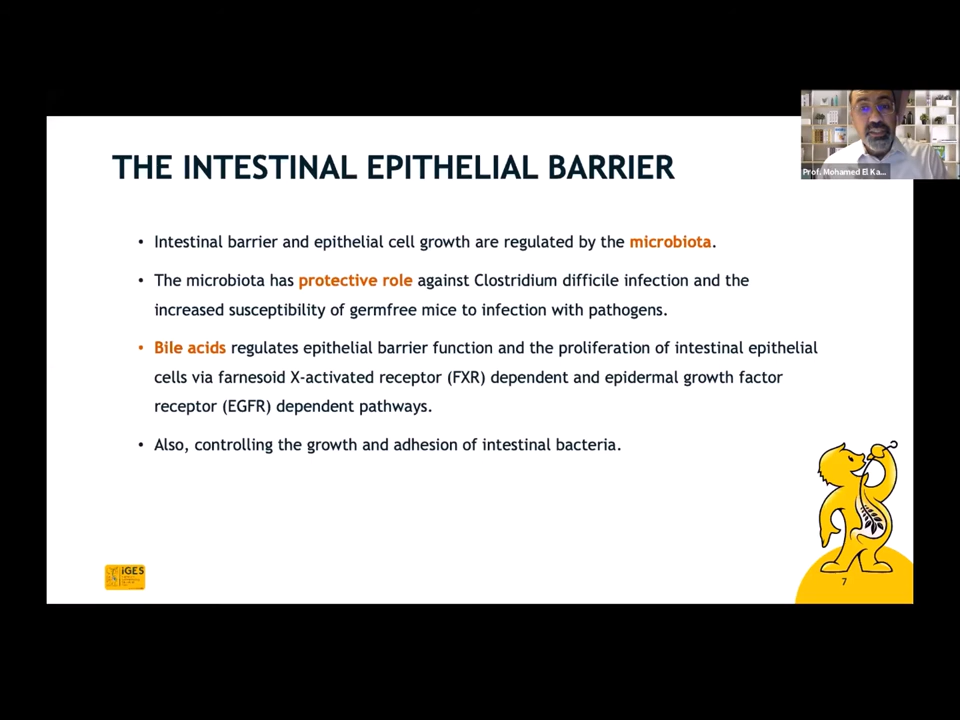 Prof. Mohamed El Ka...
THE INTESTINAL EPITHELIAL BARRIER
• Intestinal barrier and epithelial cell growth are regulated by the microbiota.
• The microbiota has protective role against Clostridium difficile infection and the
increased susceptibility of germfree mice to infection with pathogens.
• Bile acids regulates epithelial barrier function and the proliferation of intestinal epithelial
cells via farnesoid X-activated receptor (FXR) dependent and epidermal growth factor
receptor (EGFR) dependent pathways.
• Also, controlling the growth and adhesion of intestinal bacteria.
iGES
7